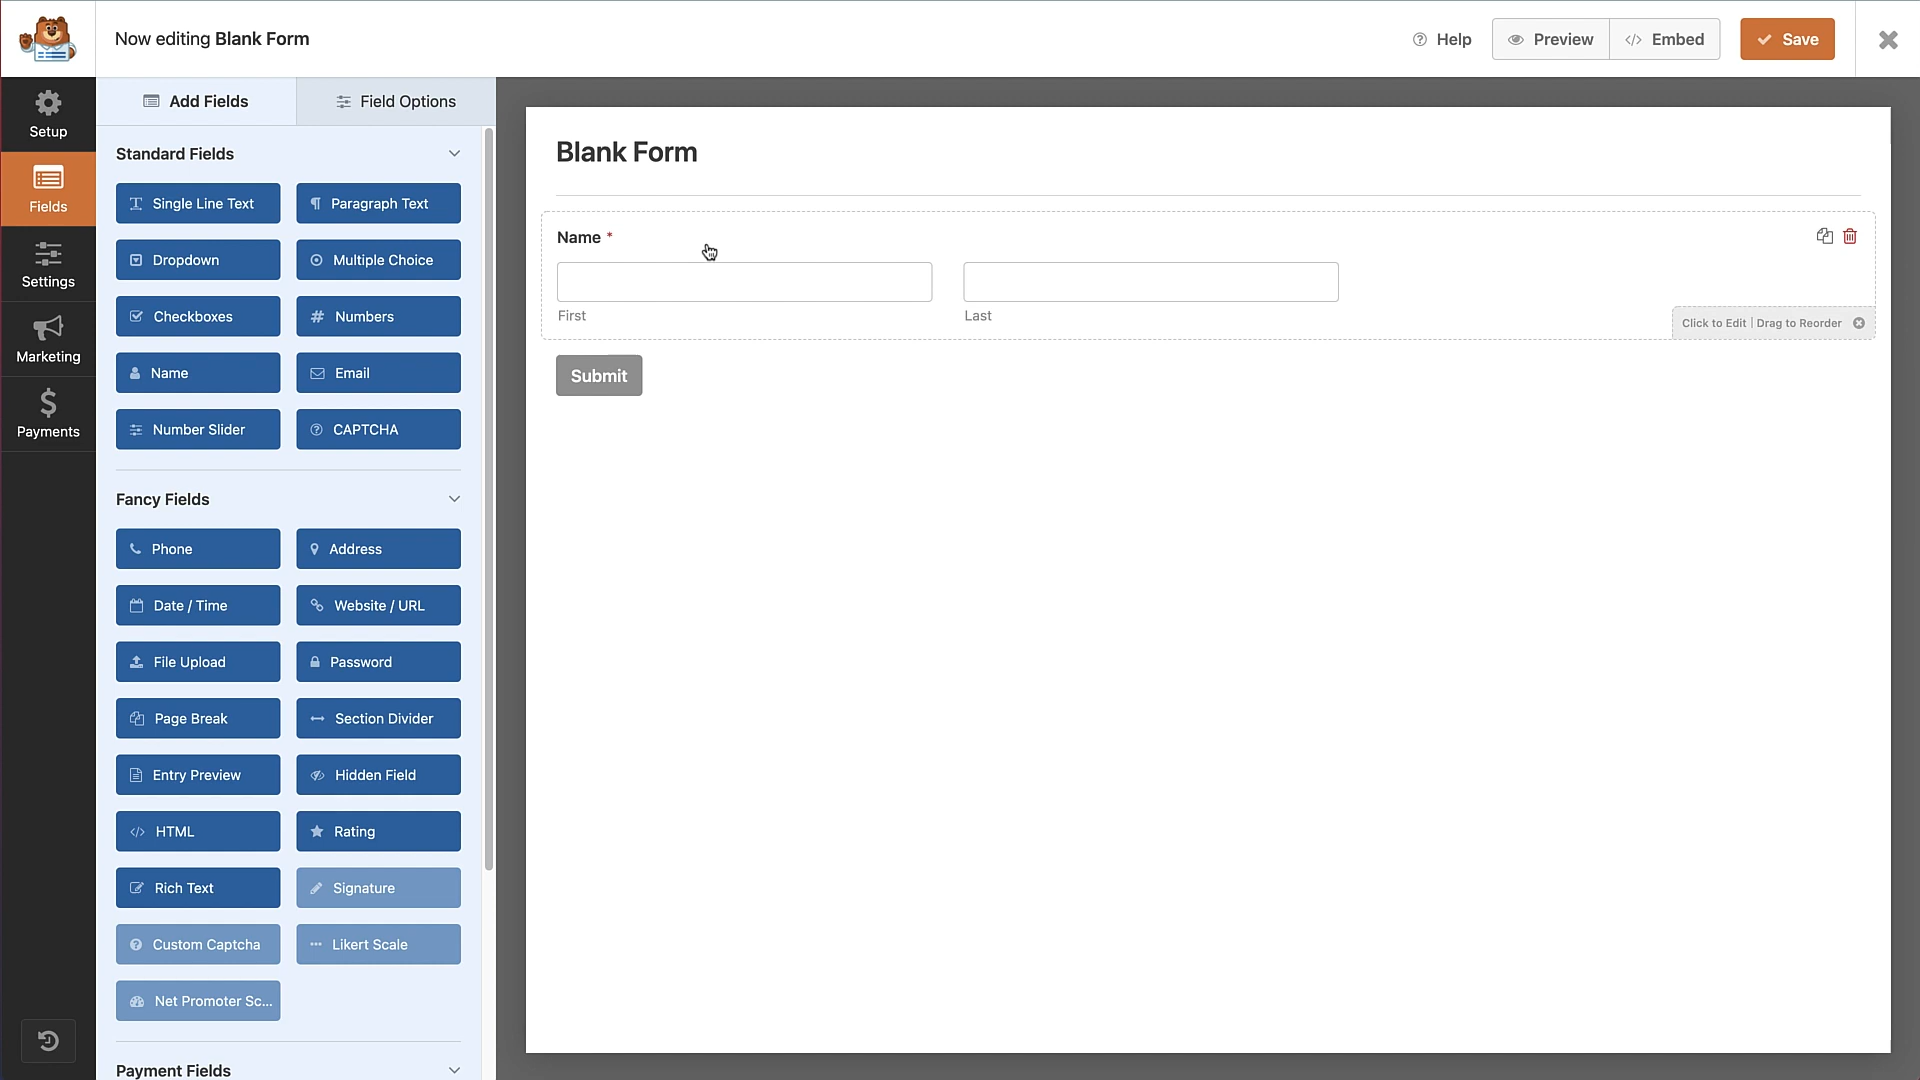 Now editing Blank Form
Help
Preview
Embed
Save
Setup
Fields
Settings
Marketing
Payments
Add Fields
Field Options
Standard Fields
Single Line Text
Paragraph Text
Dropdown
Multiple Choice
Checkboxes
Numbers
Name
Email
Number Slider
CAPTCHA
Fancy Fields
Phone
Address
Date / Time
Website / URL
File Upload
Password
Page Break
Section Divider
Entry Preview
Hidden Field
HTML
Rating
Rich Text
Signature
Custom Captcha
Likert Scale
Net Promoter Sc...
Payment Fields
Blank Form
Name *
First
Last
Click to Edit | Drag to Reorder
Submit